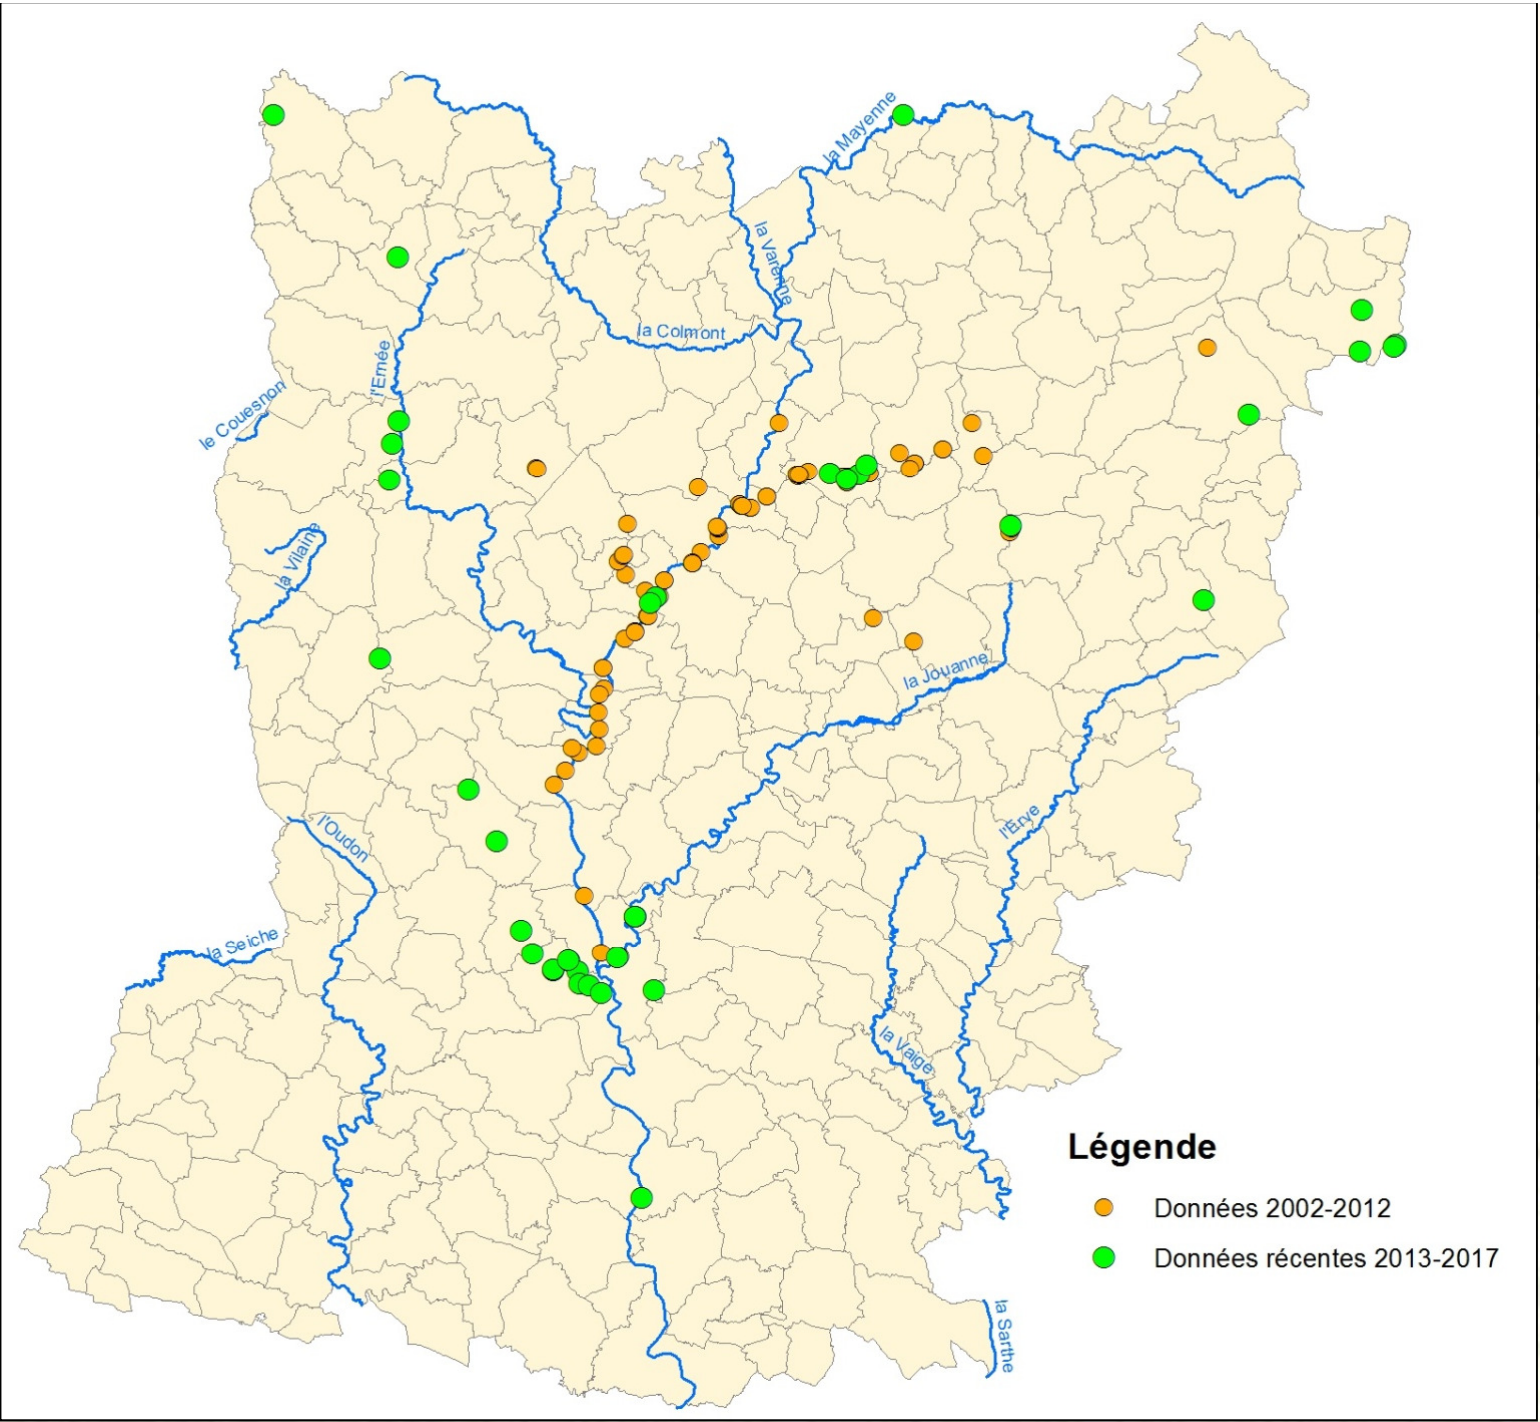 la Mayenne
la Varenne
la Colmont
l'Ernée
le Couesnon
la Vilaine
la Jouanne
l'Oudon
l'Erve
la Seiche
la Vaige
Légende
Données 2002-2012
Données récentes 2013-2017
la Sarthe